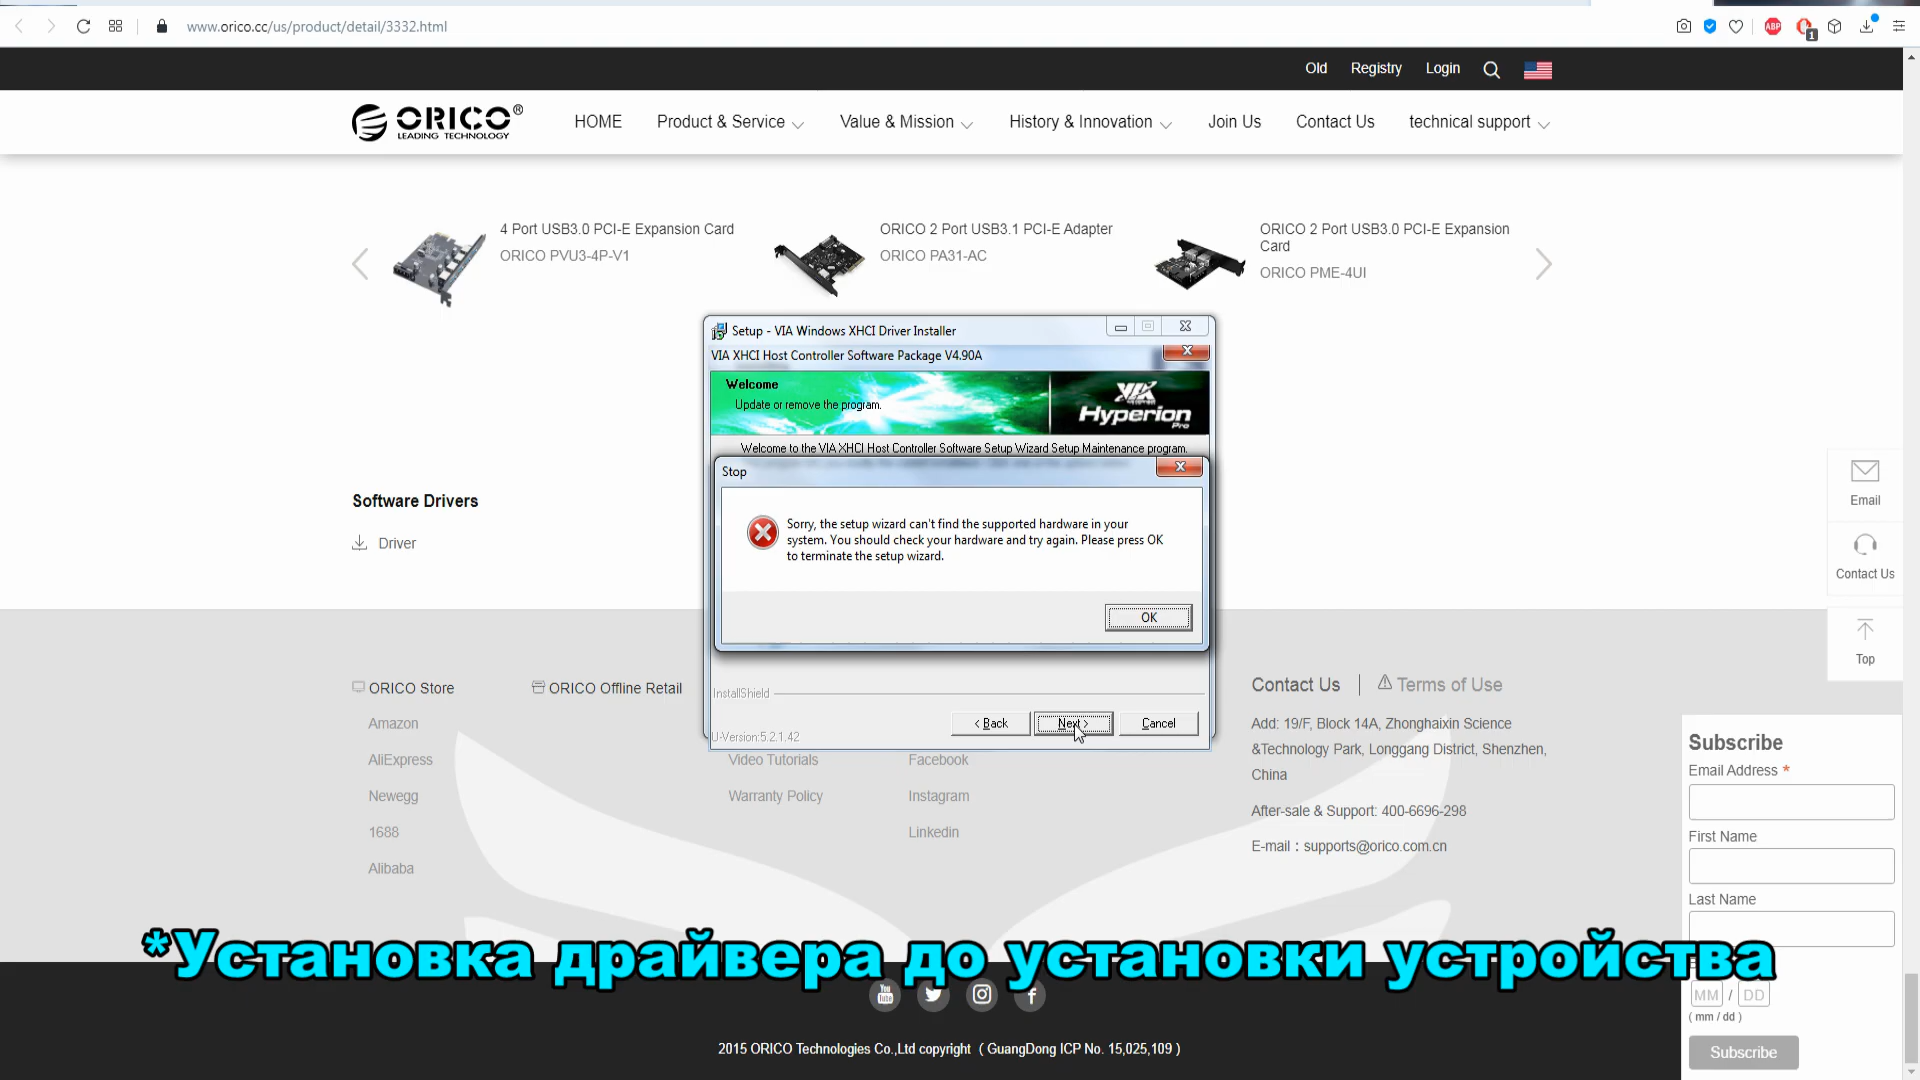 www.orico.cc/us/product/detail/3332.html
ABP
1
Old
Registry
Login
ORICO®
LEADING TECHNOLOGY
HOME
Product & Service
Value & Mission
History & Innovation
Join Us
Contact Us
technical support
4 Port USB3.0 PCI-E Expansion Card
ORICO PVU3-4P-V1
ORICO 2 Port USB3.1 PCI-E Adapter
ORICO PA31-AC
ORICO 2 Port USB3.0 PCI-E Expansion
Card
ORICO PME-4UI
Setup - VIA Windows XHCI Driver Installer
VIA XHCI Host Controller Software Package V4.90A
Welcome
Update or remove the program.
VIA
Hyperion
Pro
Welcome to the VIA XHCI Host Controller Software Setup Wizard Setup Maintenance program.
Stop
Sorry, the setup wizard can't find the supported hardware in your
system. You should check your hardware and try again. Please press OK
to terminate the setup wizard.
OK
InstallShield
< Back
Next >
Cancel
U-Version:5.2.1.42
Software Drivers
Driver
Email
Contact Us
Top
ORICO Store
Amazon
AliExpress
Newegg
1688
Alibaba
ORICO Offline Retail
Video Tutorials
Warranty Policy
Facebook
Instagram
Linkedin
Contact Us
Terms of Use
Add: 19/F, Block 14A, Zhonghaixin Science
&Technology Park, Longgang District, Shenzhen,
China
After-sale & Support: 400-6696-298
E-mail : supports@orico.com.cn
Subscribe
Email Address *
First Name
Last Name
MM / DD
( mm / dd )
Subscribe
*Установка драйвера до установки устройства
You
Tube
2015 ORICO Technologies Co.,Ltd copyright ( GuangDong ICP No. 15,025,109 )